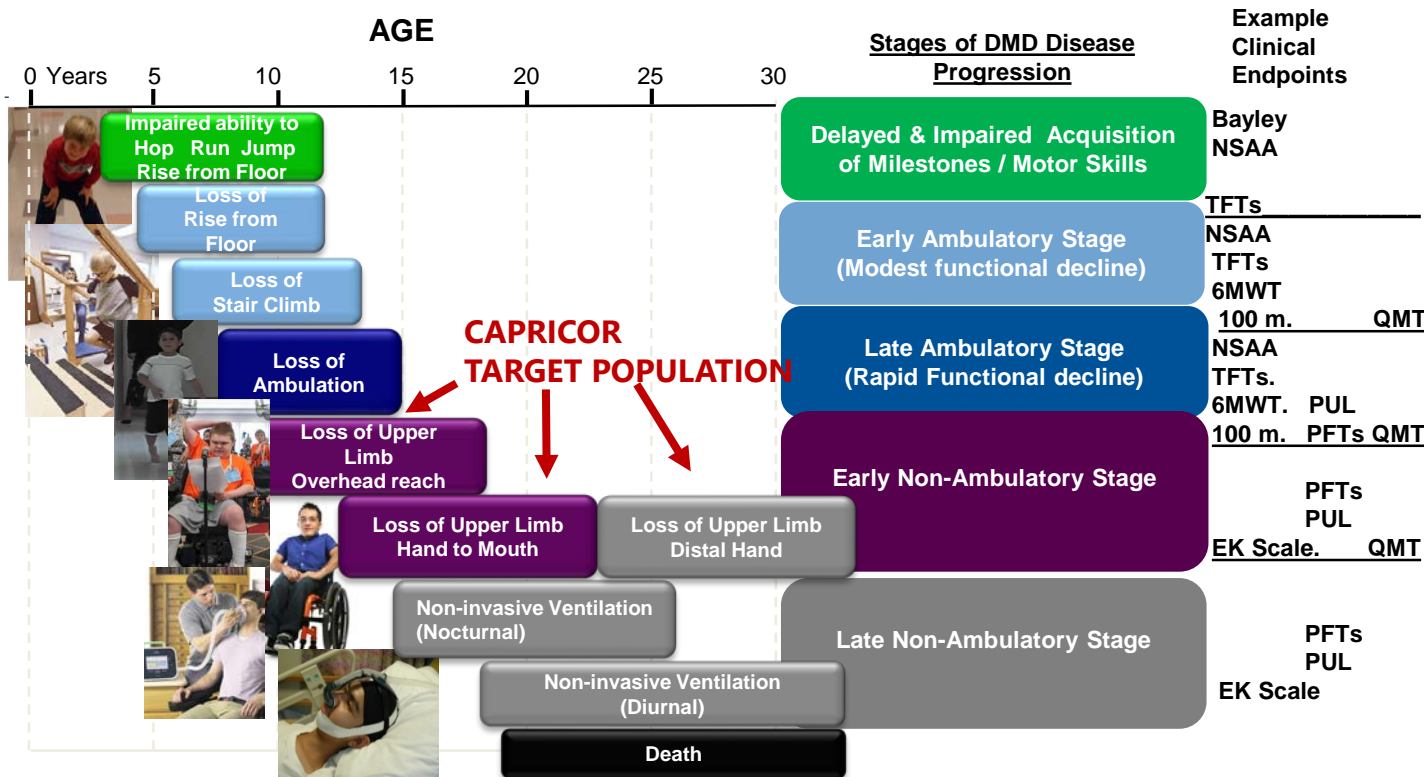 AGE
0 Years 5 10 15 20 25 30
Impaired ability to
Hop Run Jump
Rise from Floor
Loss of
Rise from
Floor
Loss of
Stair Climb
Loss of
Ambulation
CAPRICOR
TARGET POPULATION
Loss of Upper
Limb
Overhead reach
Loss of Upper Limb
Hand to Mouth
Loss of Upper Limb
Distal Hand
Non-invasive Ventilation
(Nocturnal)
Non-invasive Ventilation
(Diurnal)
Death
Stages of DMD Disease
Progression
Delayed & Impaired Acquisition
of Milestones / Motor Skills
Early Ambulatory Stage
(Modest functional decline)
Late Ambulatory Stage
(Rapid Functional decline)
Early Non-Ambulatory Stage
Late Non-Ambulatory Stage
Example
Clinical
Endpoints
Bayley
NSAA
TFTs
NSAA
TFTs
6MWT
100 m. QMT
NSAA
TFTs.
6MWT. PUL
100 m. PFTs QMT
PFTs
PUL
EK Scale. QMT
PFTs
PUL
EK Scale